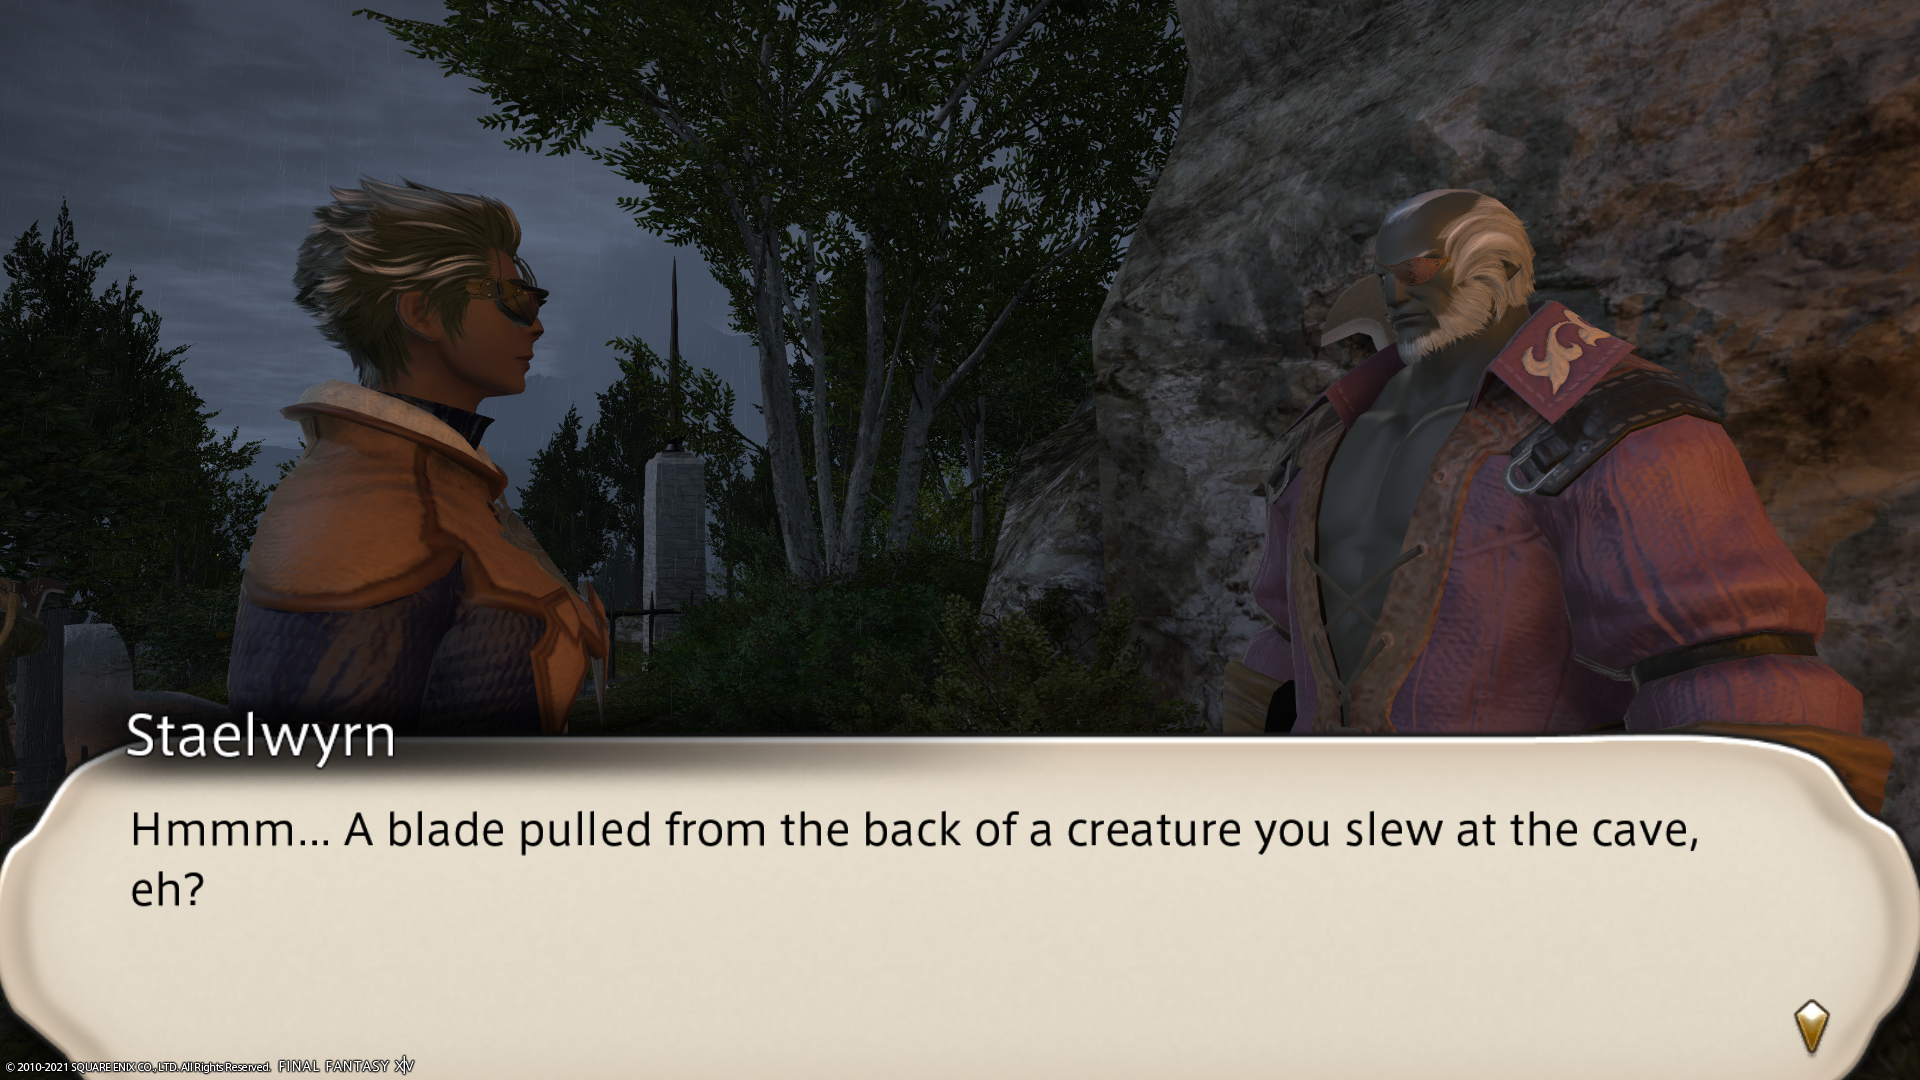 Staelwyrn
Hmmm... A blade pulled from the back of a creature you slew at the cave,
eh?
© 2010-2021 SQUARE ENIX CO., LTD. All Rights Reserved. FINAL FANTASY XIV